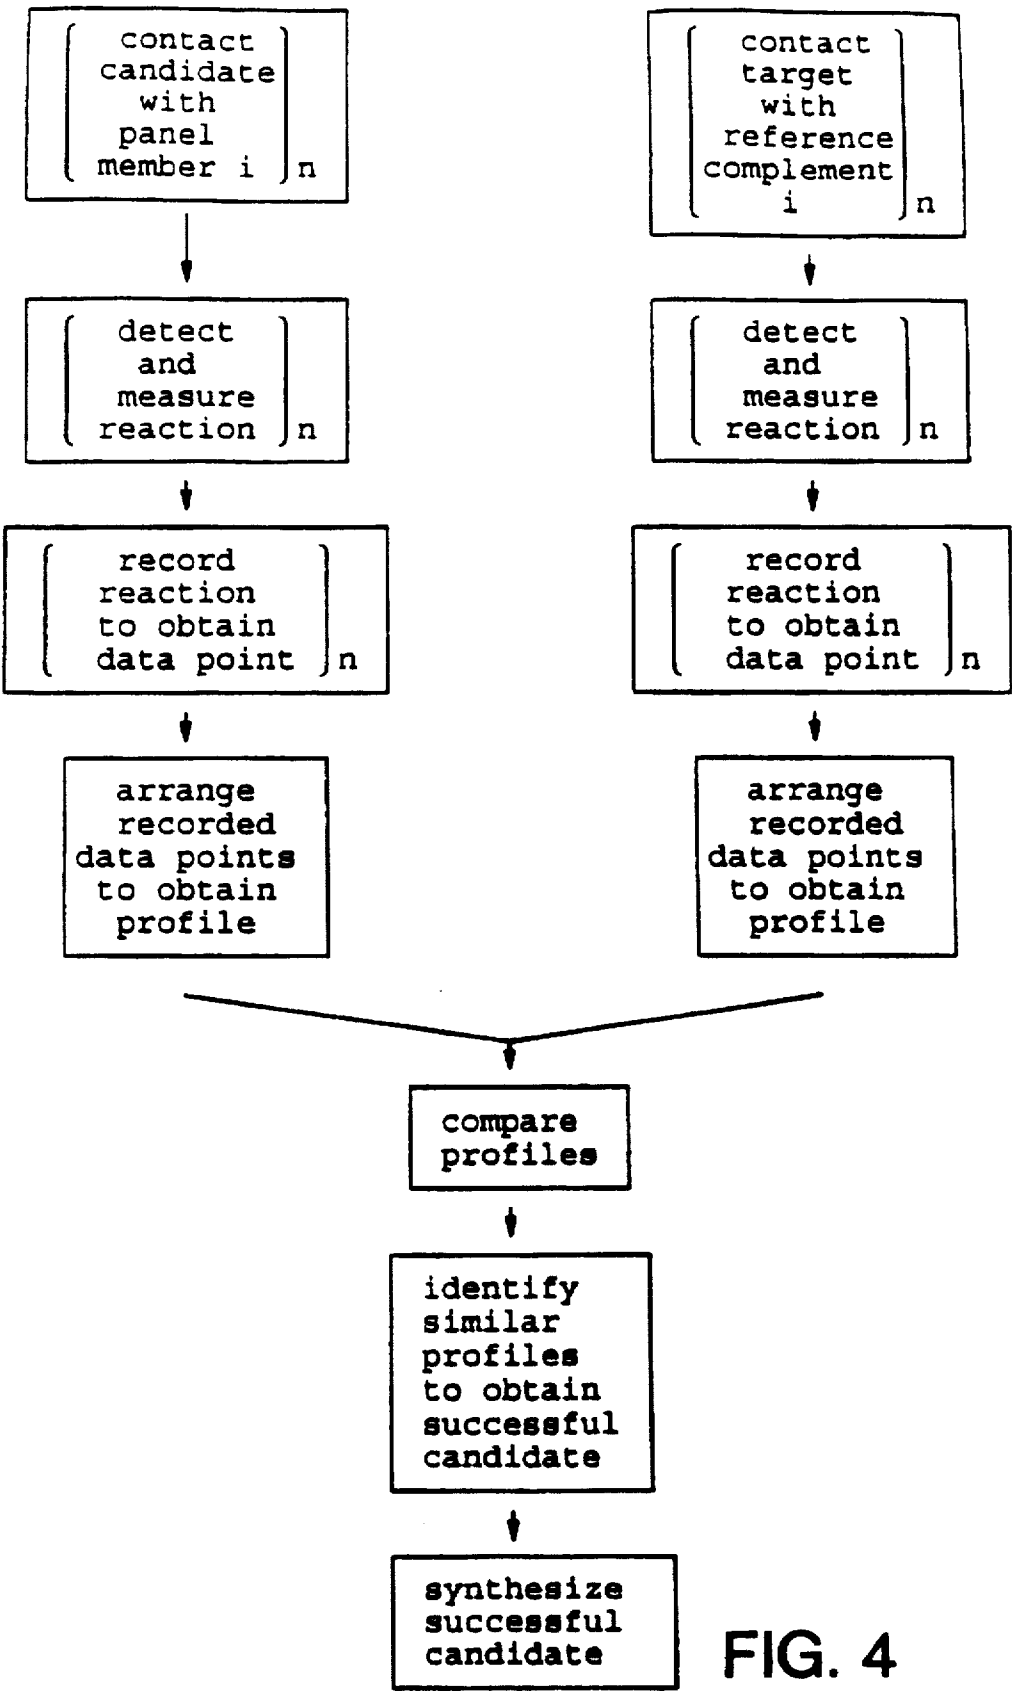 contact
candidate
with
panel
member i n
detect
and
measure
reaction n
record
reaction
to obtain
data point n
arrange
recorded
data points
to obtain
profile
contact
target
with
reference
complement
i n
detect
and
measure
reaction n
record
reaction
to obtain
data point n
arrange
recorded
data points
to obtain
profile
compare
profiles
identify
similar
profiles
to obtain
successful
candidate
synthesize
successful
candidate
FIG. 4